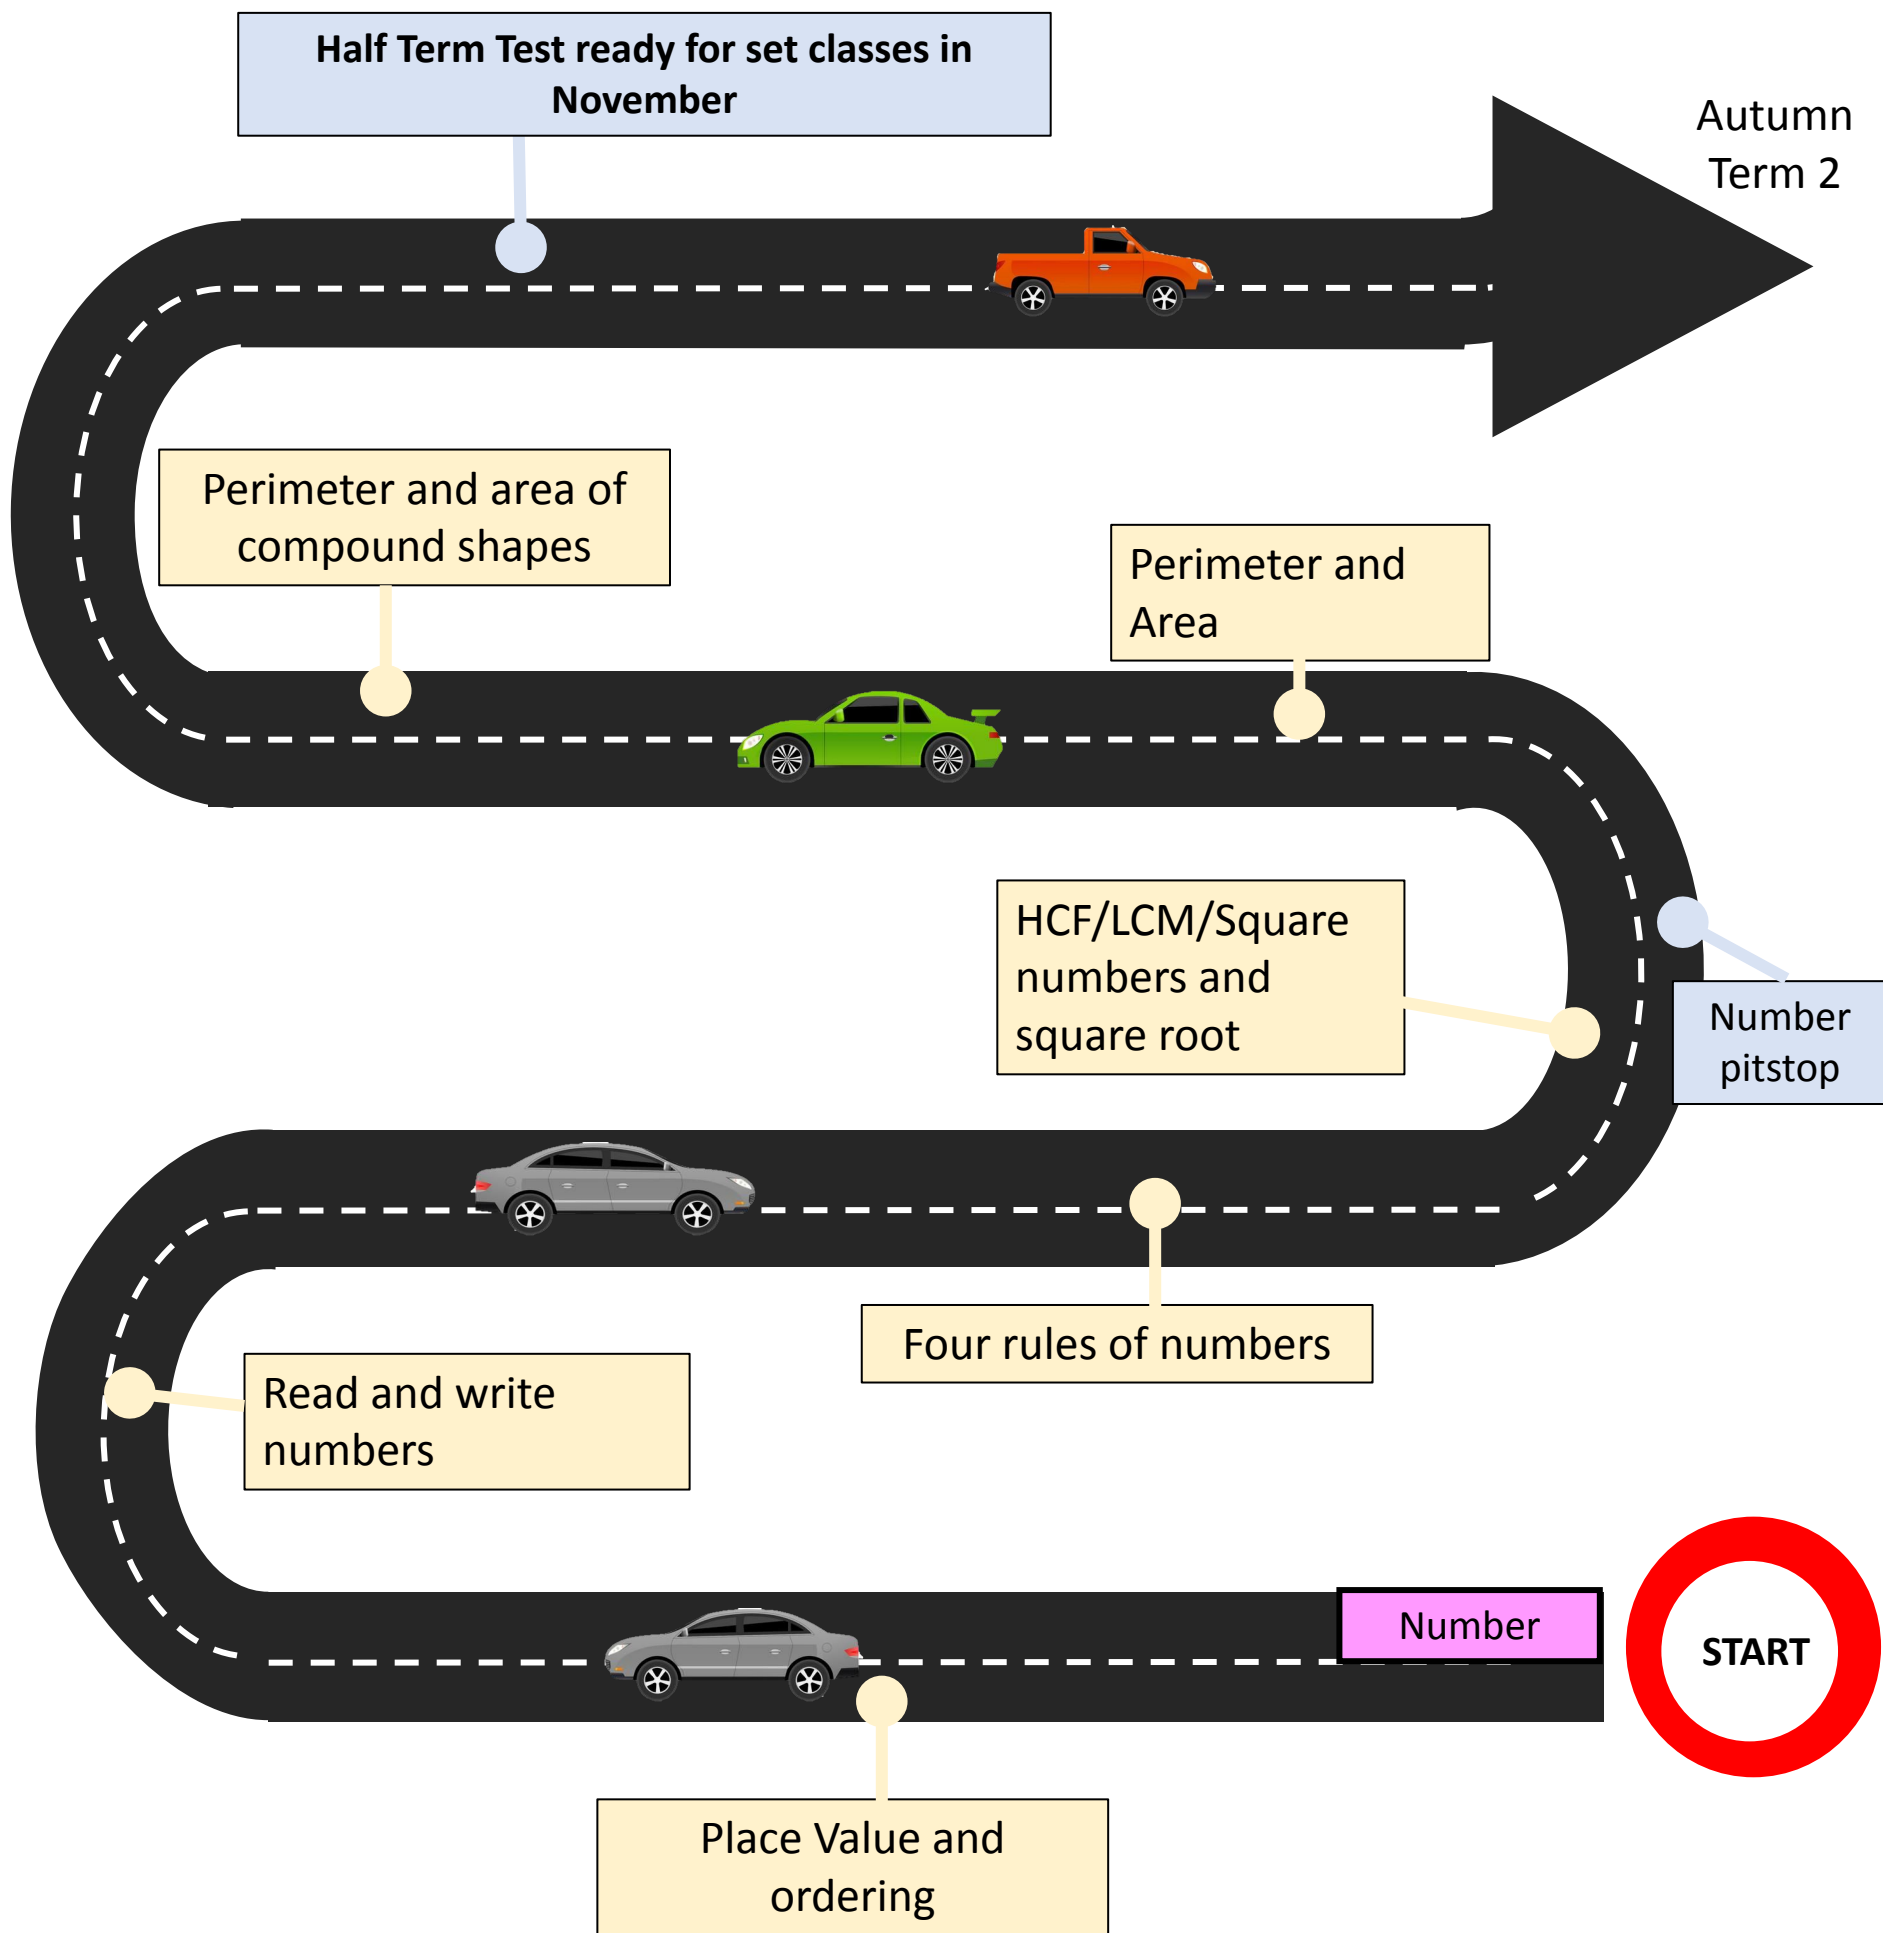 Half Term Test ready for set classes in
November
Autumn
Term 2
Perimeter and area of
compound shapes
Perimeter and
Area
HCF/LCM/Square
numbers and
square root
Number
pitstop
Four rules of numbers
Read and write
numbers
Number
START
Place Value and
ordering